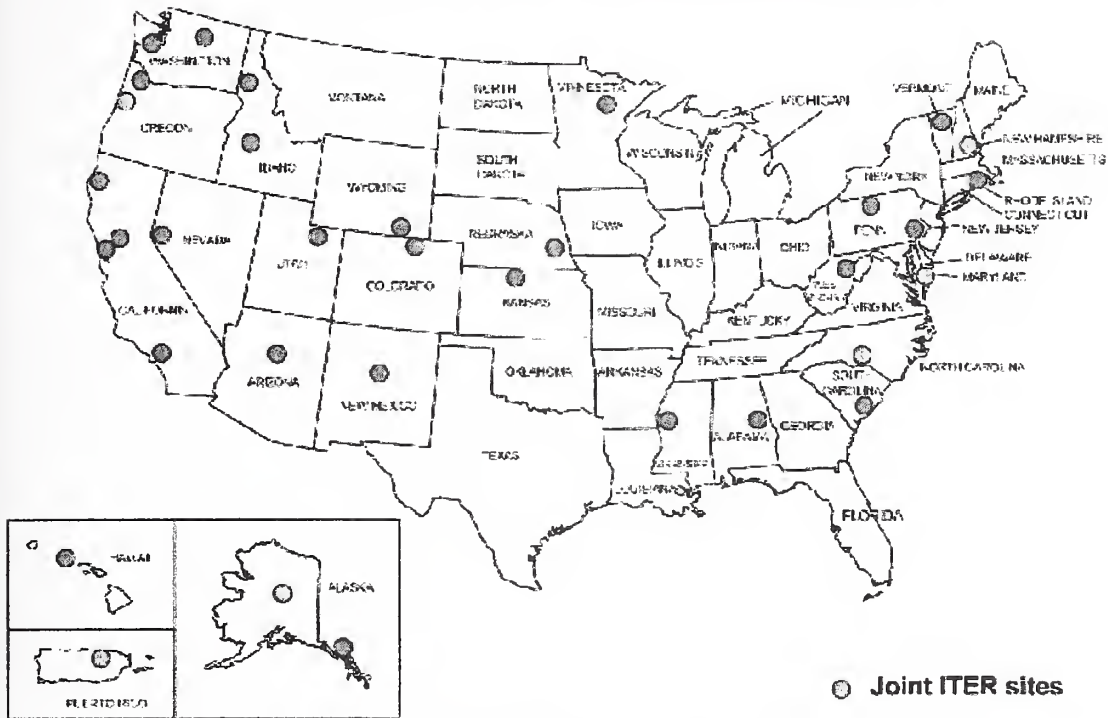 WASHINGTON
MONTANA
NORTH
DAKOTA
MINNESOTA
MICHIGAN
VERMONT
MAINE
OREGON
IDAHO
SOUTH
DAKOTA
WISCONSIN
NEW YORK
NEW HAMPSHIRE
MASSACHUSETTS
RHODE ISLAND
CONNECTICUT
WYOMING
NEBRASKA
IOWA
PENN
NEW JERSEY
NEVADA
UTAH
COLORADO
KANSAS
ILLINOIS
INDIANA
OHIO
DELAWARE
MARYLAND
CALIFORNIA
MISSOURI
KENTUCKY
WEST
VIRGINIA
VIRGINIA
ARIZONA
NEW MEXICO
OKLAHOMA
ARKANSAS
TENNESSEE
NORTH CAROLINA
SOUTH
CAROLINA
TEXAS
LOUISIANA
MISSISSIPPI
ALABAMA
GEORGIA
FLORIDA
HAWAII
ALASKA
PUERTO RICO
Joint ITER sites